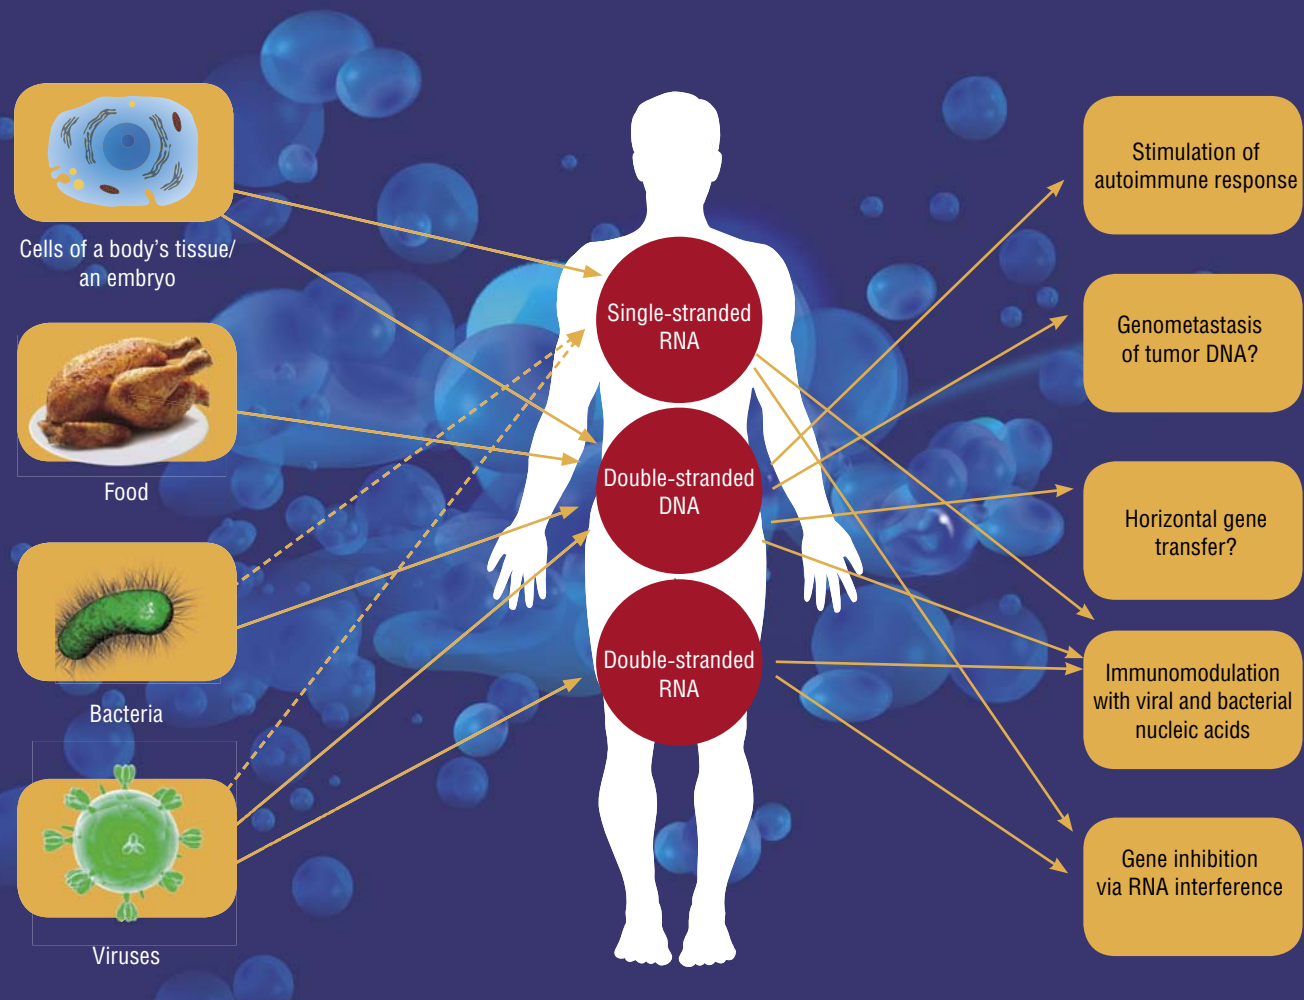 Cells of a body's tissue/
an embryo
Food
Bacteria
Viruses
Single-stranded
RNA
Double-stranded
DNA
Double-stranded
RNA
Stimulation of
autoimmune response
Genometastasis
of tumor DNA?
Horizontal gene
transfer?
Immunomodulation
with viral and bacterial
nucleic acids
Gene inhibition
via RNA interference